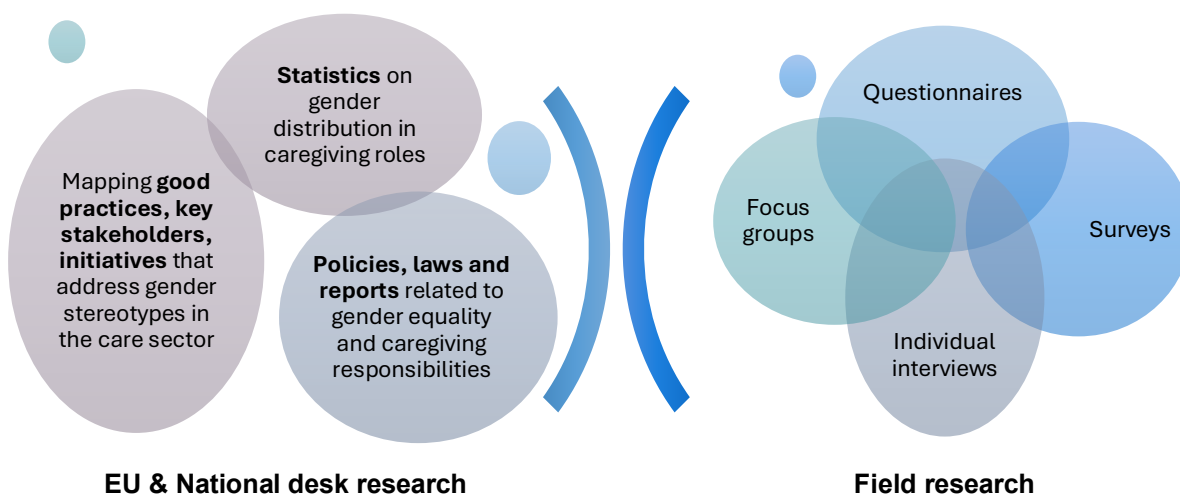 Statistics on
gender
distribution in
caregiving roles
Mapping good
practices, key
stakeholders,
initiatives that
address gender
stereotypes in
the care sector
Policies, laws and
reports related to
gender equality
and caregiving
responsibilities
EU & National desk research
Questionnaires
Focus
groups
Surveys
Individual
interviews
Field research